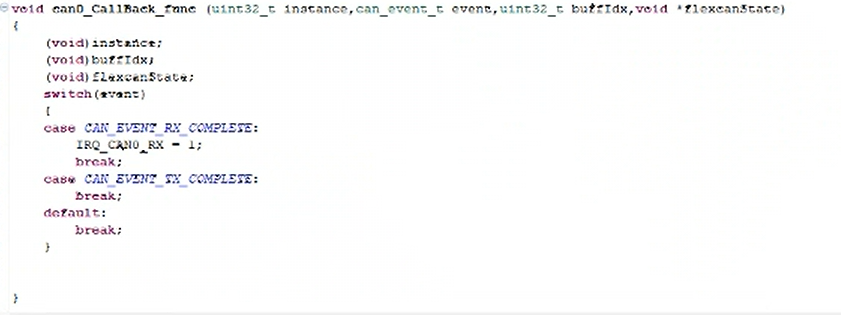 void can0_CallBack_func (uint32_t instance,can_event_t event,uint32_t buffIdx,void *flexcanState)
{
(void)instance;
(void)buffIdx;
(void)flexcanState;
switch(event)
{
case CAN_EVENT_RX_COMPLETE:
IRQ_CAN0_RX = 1;
break;
case CAN_EVENT_TX_COMPLETE:
break;
default:
break;
}
}